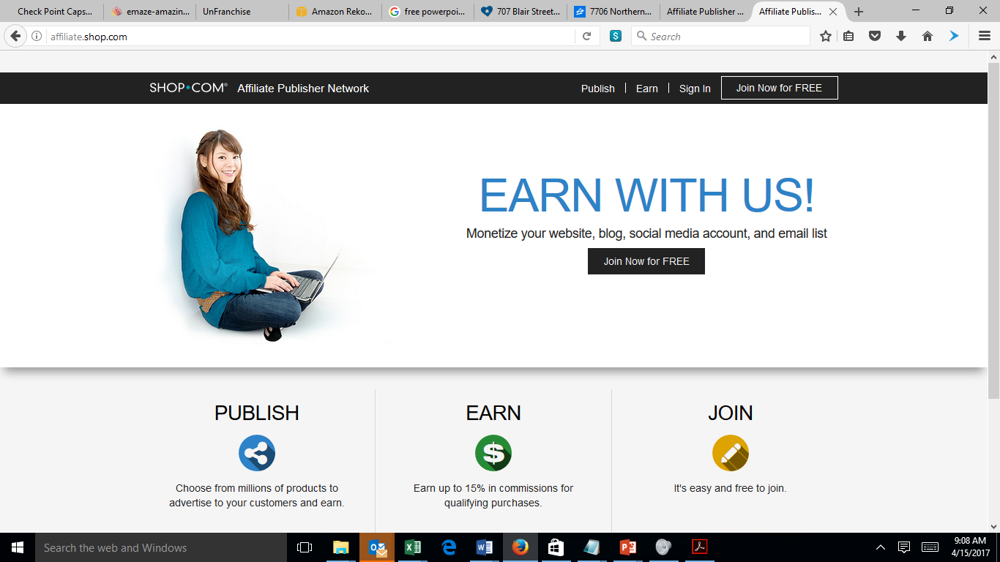 Check Point Caps...
emaze-amazin...
UnFranchise
Amazon Reko...
free powerpoi...
707 Blair Street...
7706 Northern...
Affiliate Publisher ...
Affiliate Publis...
affiliate.shop.com
S
Search
SHOP•COM® Affiliate Publisher Network
Publish
Earn
Sign In
Join Now for FREE
EARN WITH US!
Monetize your website, blog, social media account, and email list
Join Now for FREE
PUBLISH
Choose from millions of products to
advertise to your customers and earn.
EARN
$
Earn up to 15% in commissions for
qualifying purchases.
JOIN
It's easy and free to join.
Search the web and Windows
9:08 AM
4/15/2017